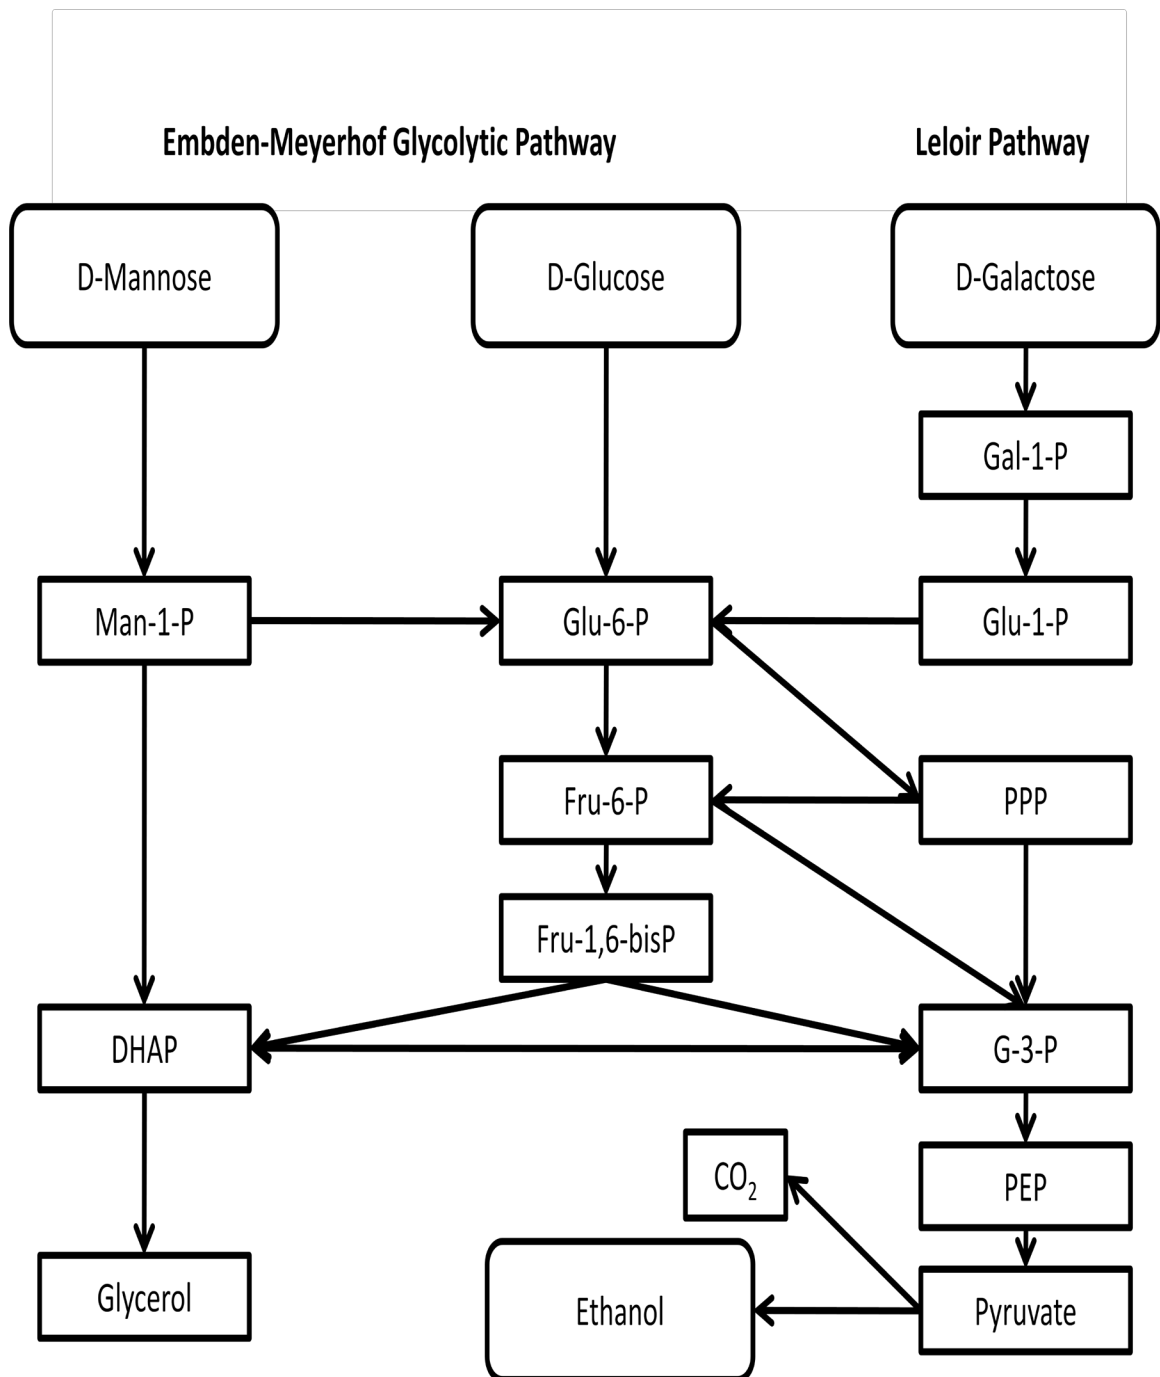 Embden-Meyerhof Glycolytic Pathway
Leloir Pathway
D-Mannose
D-Glucose
D-Galactose
Gal-1-P
Man-1-P
Glu-6-P
Glu-1-P
Fru-6-P
PPP
Fru-1,6-bisP
DHAP
G-3-P
CO₂
PEP
Glycerol
Ethanol
Pyruvate